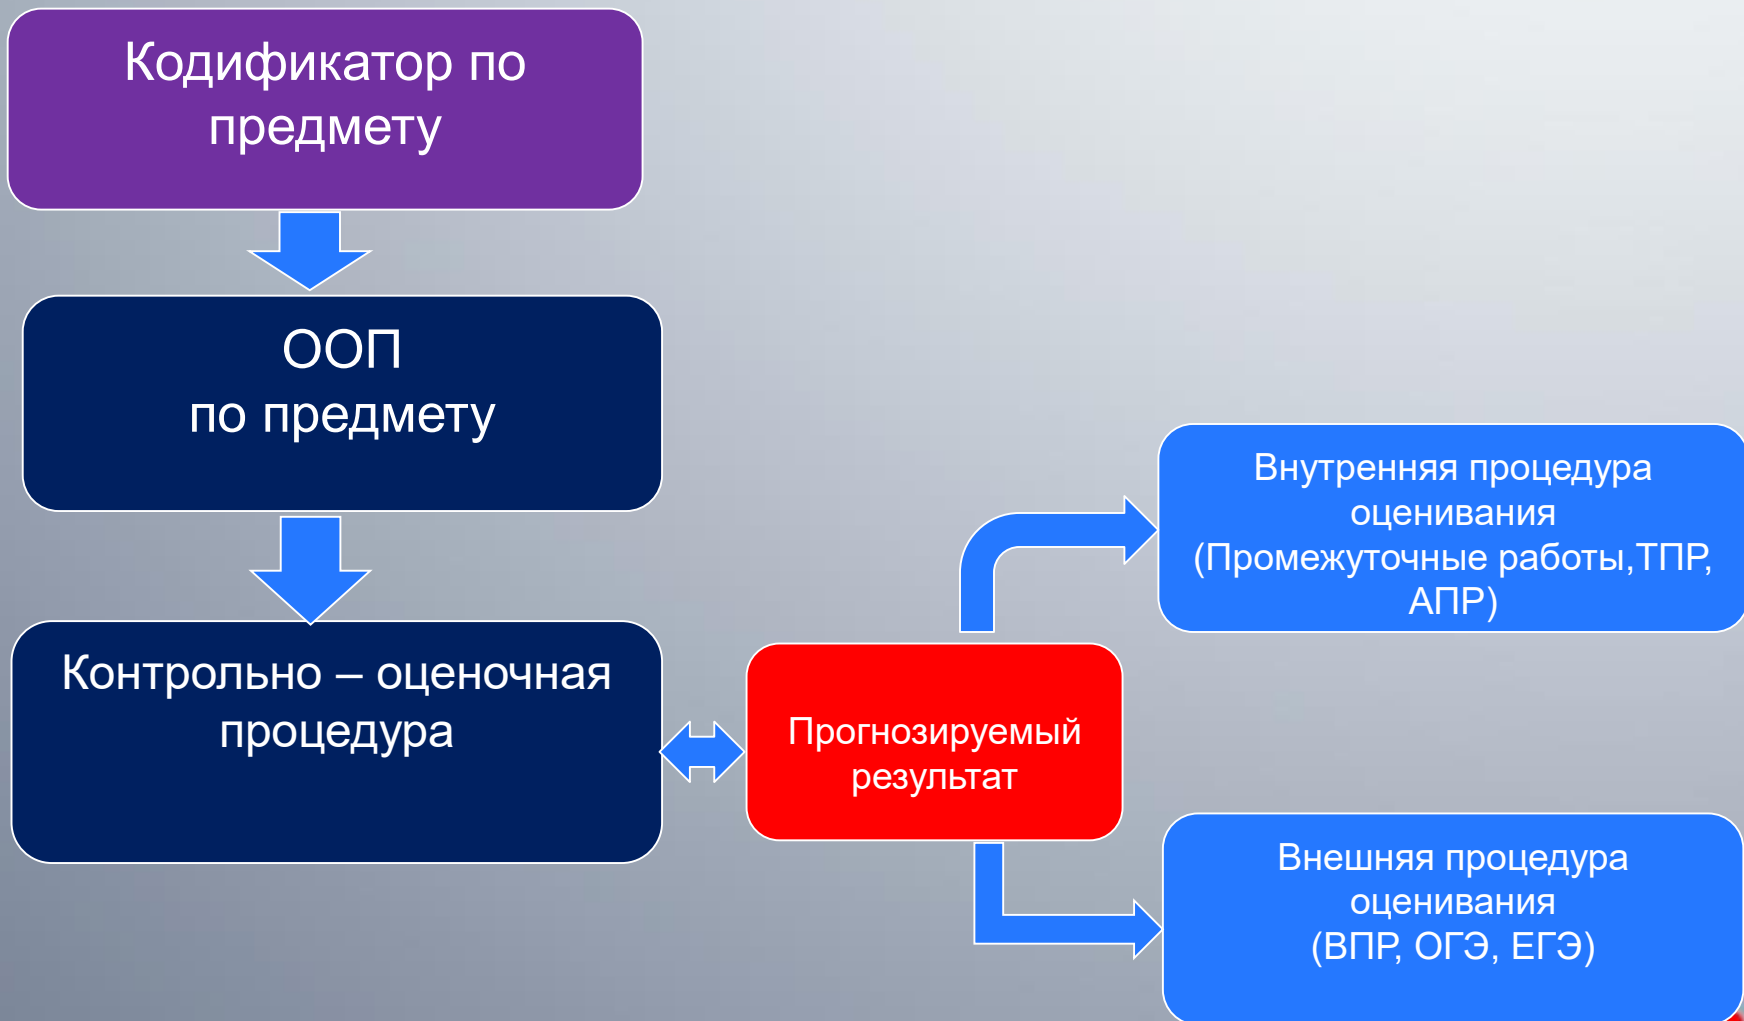 Кодификатор по
предмету
ООП
по предмету
Контрольно – оценочная
процедура
Прогнозируемый
результат
Внутренняя процедура
оценивания
(Промежуточные работы,ТПР,
АПР)
Внешняя процедура
оценивания
(ВПР, ОГЭ, ЕГЭ)